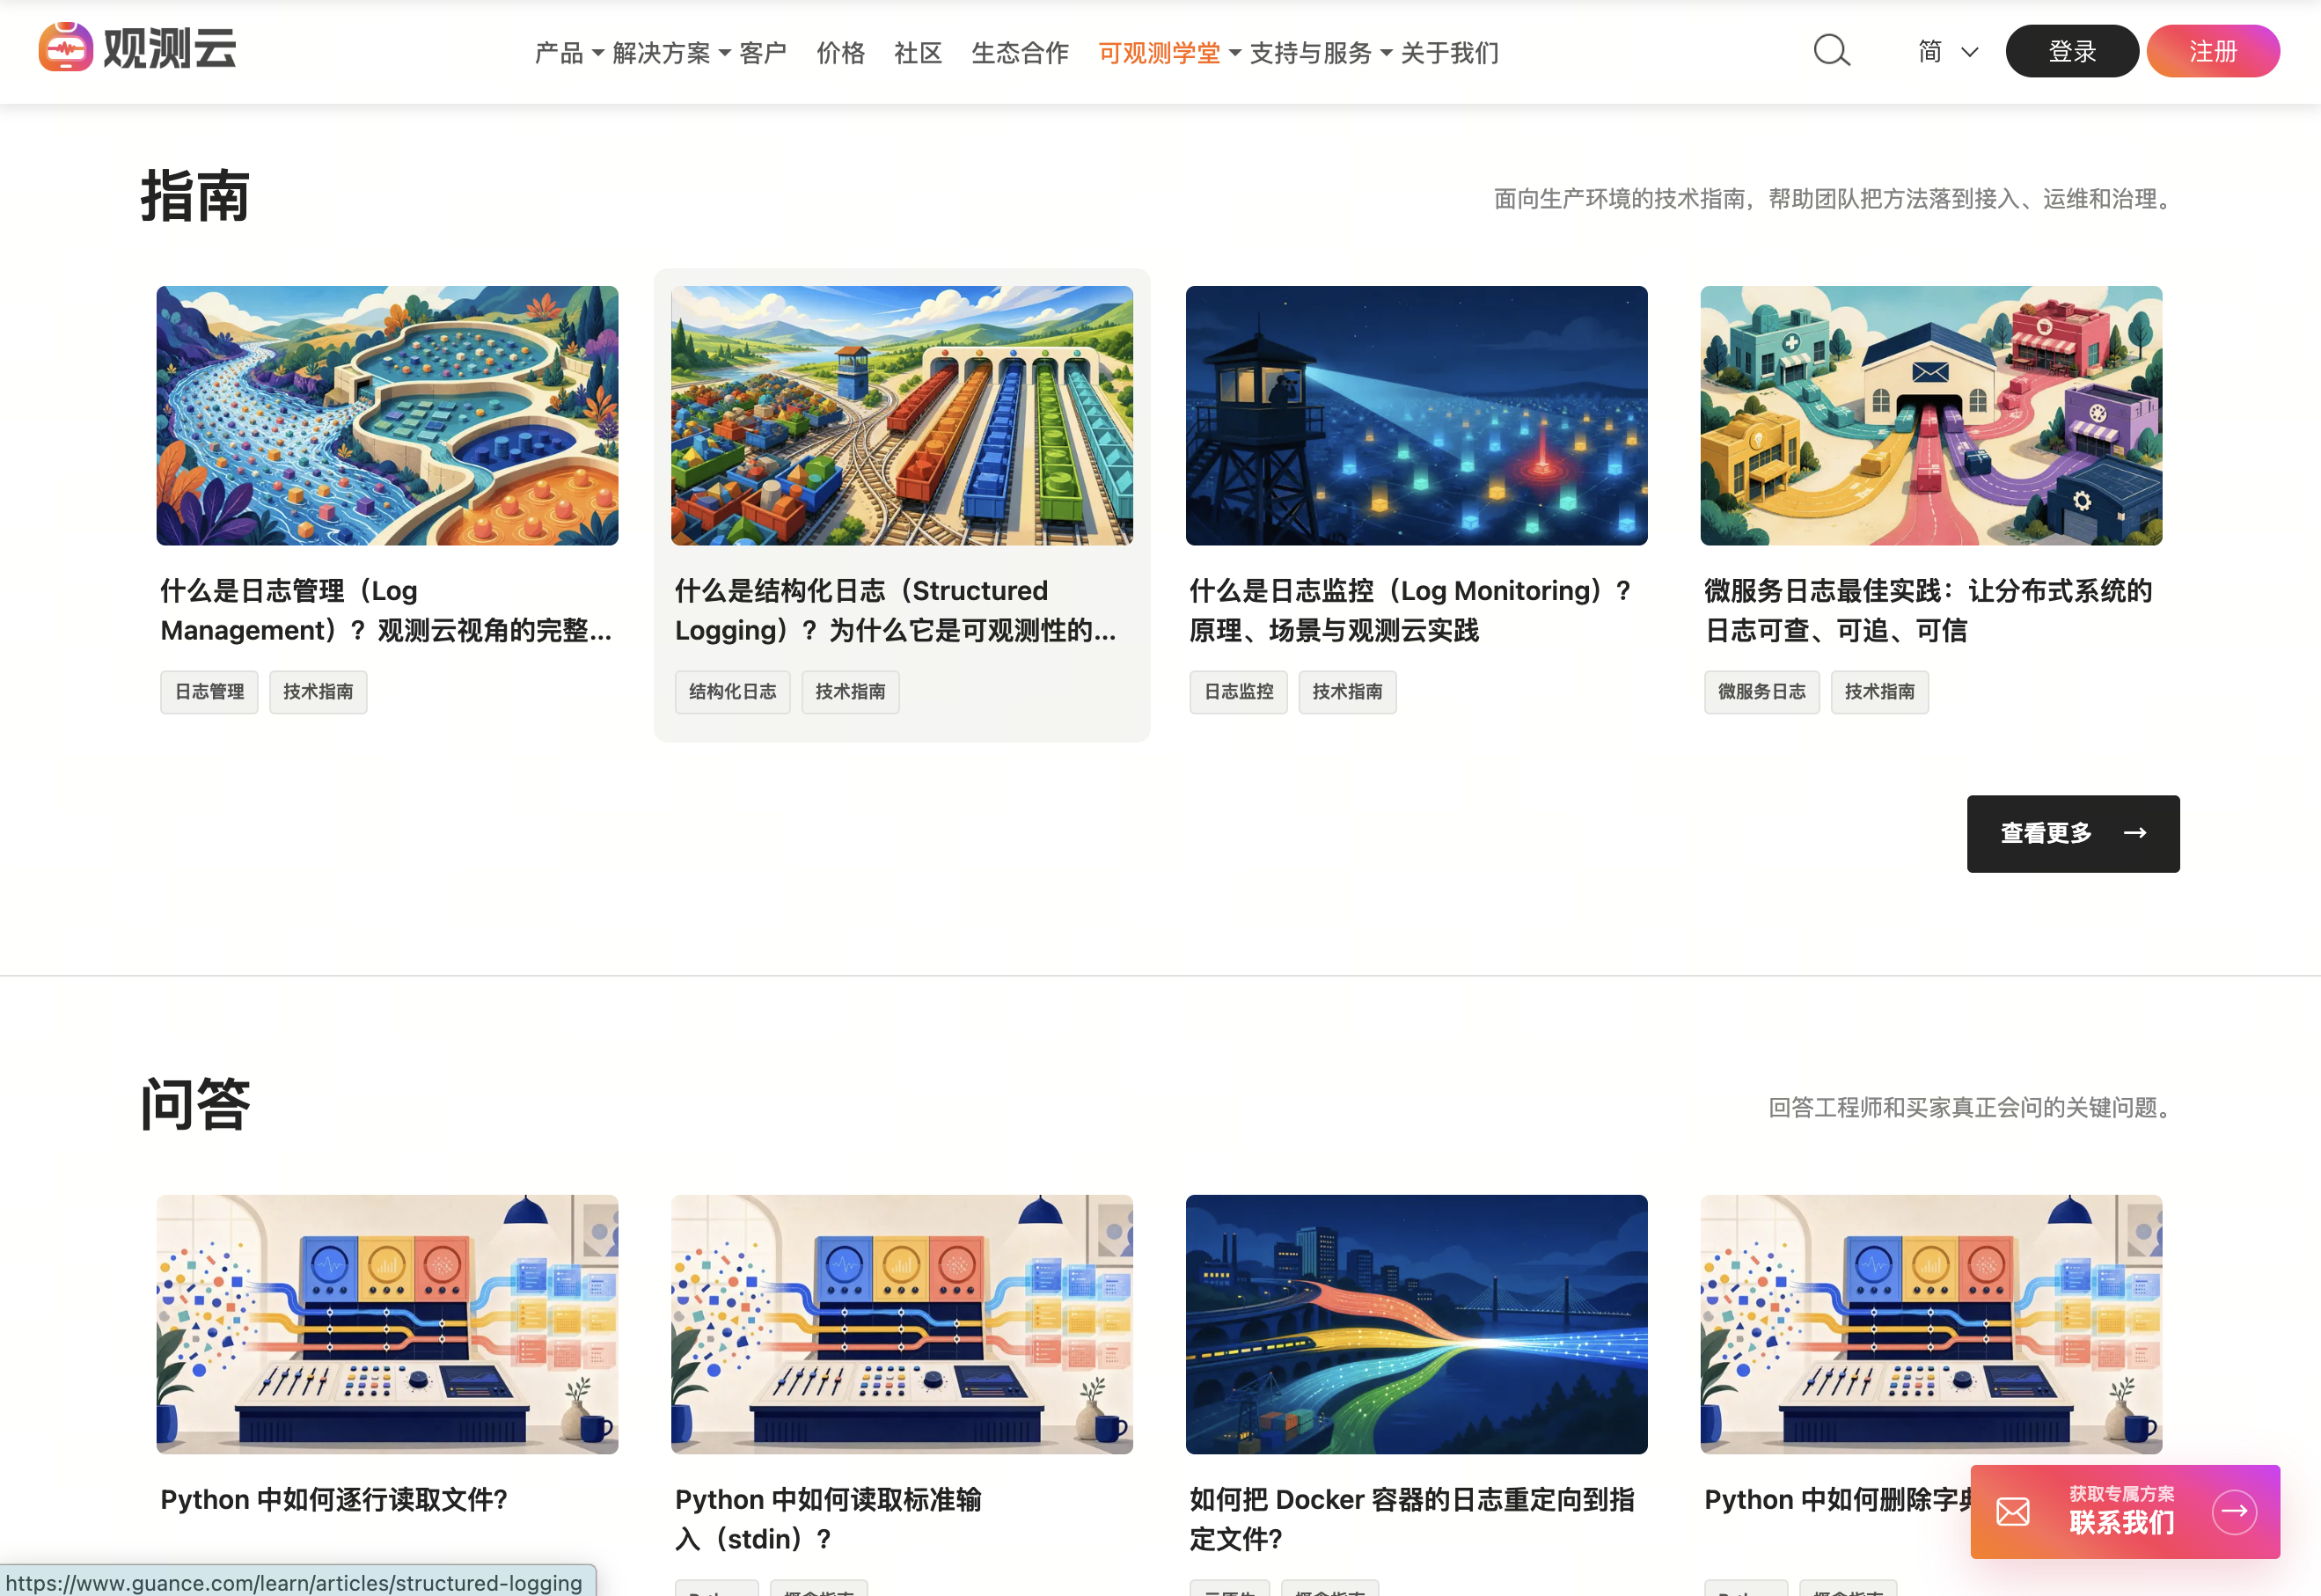 观测云
产品 解决方案 客户 价格 社区 生态合作 可观测学堂 支持与服务 关于我们
简 登录 注册
指南
面向生产环境的技术指南，帮助团队把方法落到接入、运维和治理。
什么是日志管理（Log
Management）？观测云视角的完整...
日志管理 技术指南
什么是结构化日志（Structured
Logging）？为什么它是可观测性的...
结构化日志 技术指南
什么是日志监控（Log Monitoring）？
原理、场景与观测云实践
日志监控 技术指南
微服务日志最佳实践：让分布式系统的
日志可查、可追、可信
微服务日志 技术指南
查看更多 →
问答
回答工程师和买家真正会问的关键问题。
Python 中如何逐行读取文件?
Python 中如何读取标准输
入（stdin）？
如何把 Docker 容器的日志重定向到指
定文件?
Python 中如何删除字
获取专属方案
联系我们
https://www.guance.com/learn/articles/structured-logging